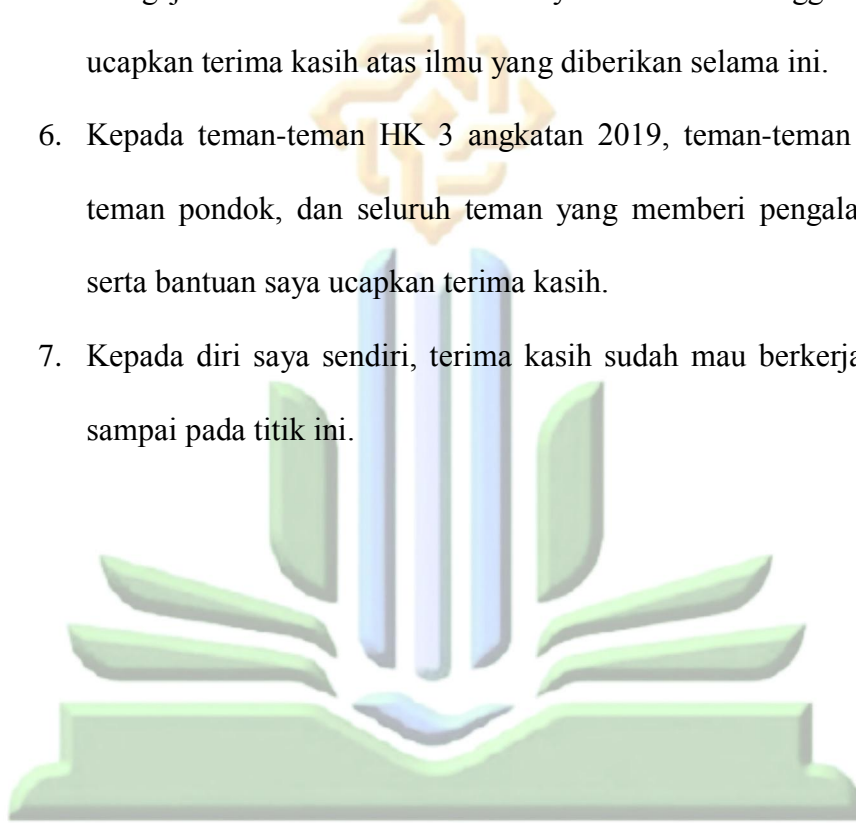 ucapkan terima kasih atas ilmu yang diberikan selama ini.
6. Kepada teman-teman HK 3 angkatan 2019, teman-teman
teman pondok, dan seluruh teman yang memberi
serta bantuan saya ucapkan terima kasih.
7. Kepada diri saya sendiri, terima kasih sudah mau berkerja
sampai pada titik ini.